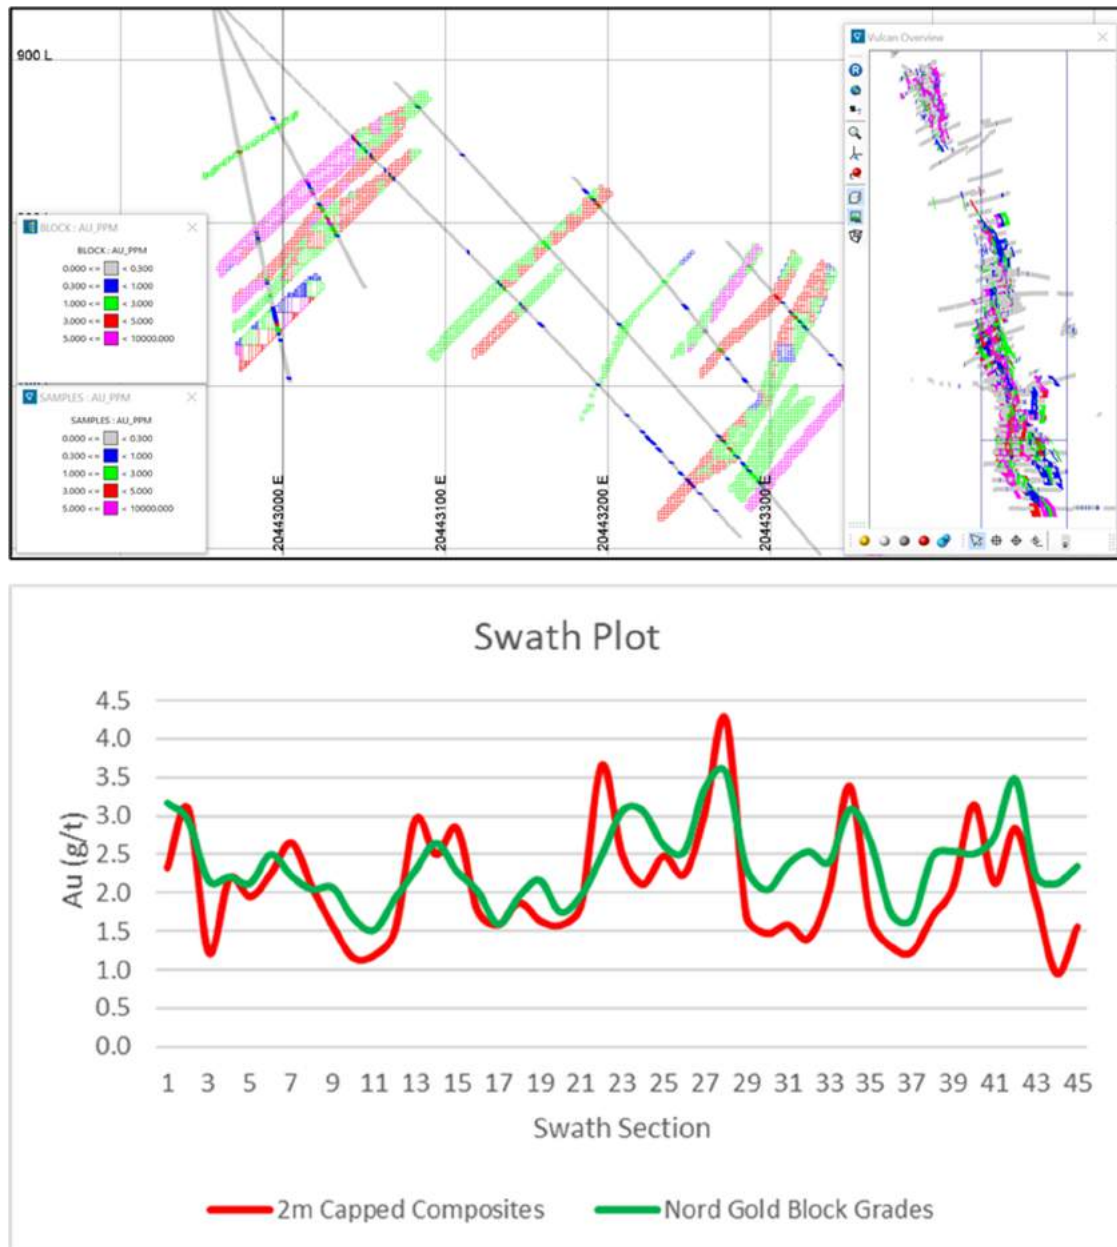 900 L
Vulcan Overview
BLOCK : AU_PPM
BLOCK : AU_PPM
0.000 <= < 0.300
0.300 <= < 1.000
1.000 <= < 3.000
3.000 <= < 5.000
5.000 <= < 10000.000
SAMPLES : AU_PPM
SAMPLES : AU_PPM
0.000 <= < 0.300
0.300 <= < 1.000
1.000 <= < 3.000
3.000 <= < 5.000
5.000 <= < 10000.000
20443000 E
20443100 E
20443200 E
20443300 E
Swath Plot
4.5
4.0
3.5
3.0
2.5
2.0
1.5
1.0
0.5
0.0
Au (g/t)
1 3 5 7 9 11 13 15 17 19 21 23 25 27 29 31 33 35 37 39 41 43 45
Swath Section
2m Capped Composites Nord Gold Block Grades